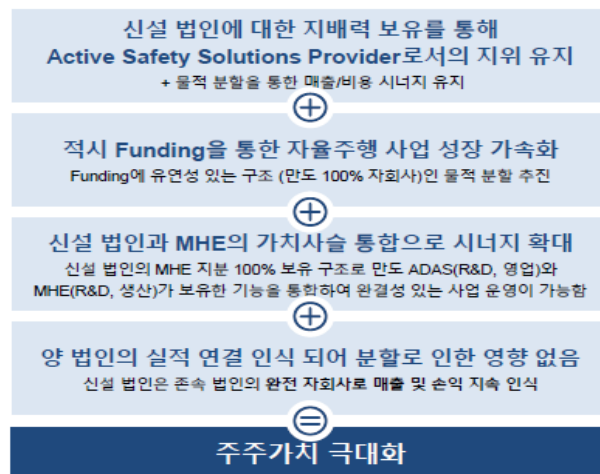 신설 법인에 대한 지배력 보유를 통해
Active Safety Solutions Provider로서의 지위 유지
+ 물적 분할을 통한 매출/비용 시너지 유지
+
적시 Funding을 통한 자율주행 사업 성장 가속화
Funding에 유연성 있는 구조 (만도 100% 자회사)인 물적 분할 추진
+
신설 법인과 MHE의 가치사슬 통합으로 시너지 확대
신설 법인의 MHE 지분 100% 보유 구조로 만도 ADAS(R&D, 영업)와
MHE(R&D, 생산)가 보유한 기능을 통합하여 완결성 있는 사업 운영이 가능함
+
양 법인의 실적 연결 인식 되어 분할로 인한 영향 없음
신설 법인은 존속 법인의 완전 자회사로 매출 및 손익 지속 인식
=
주주가치 극대화